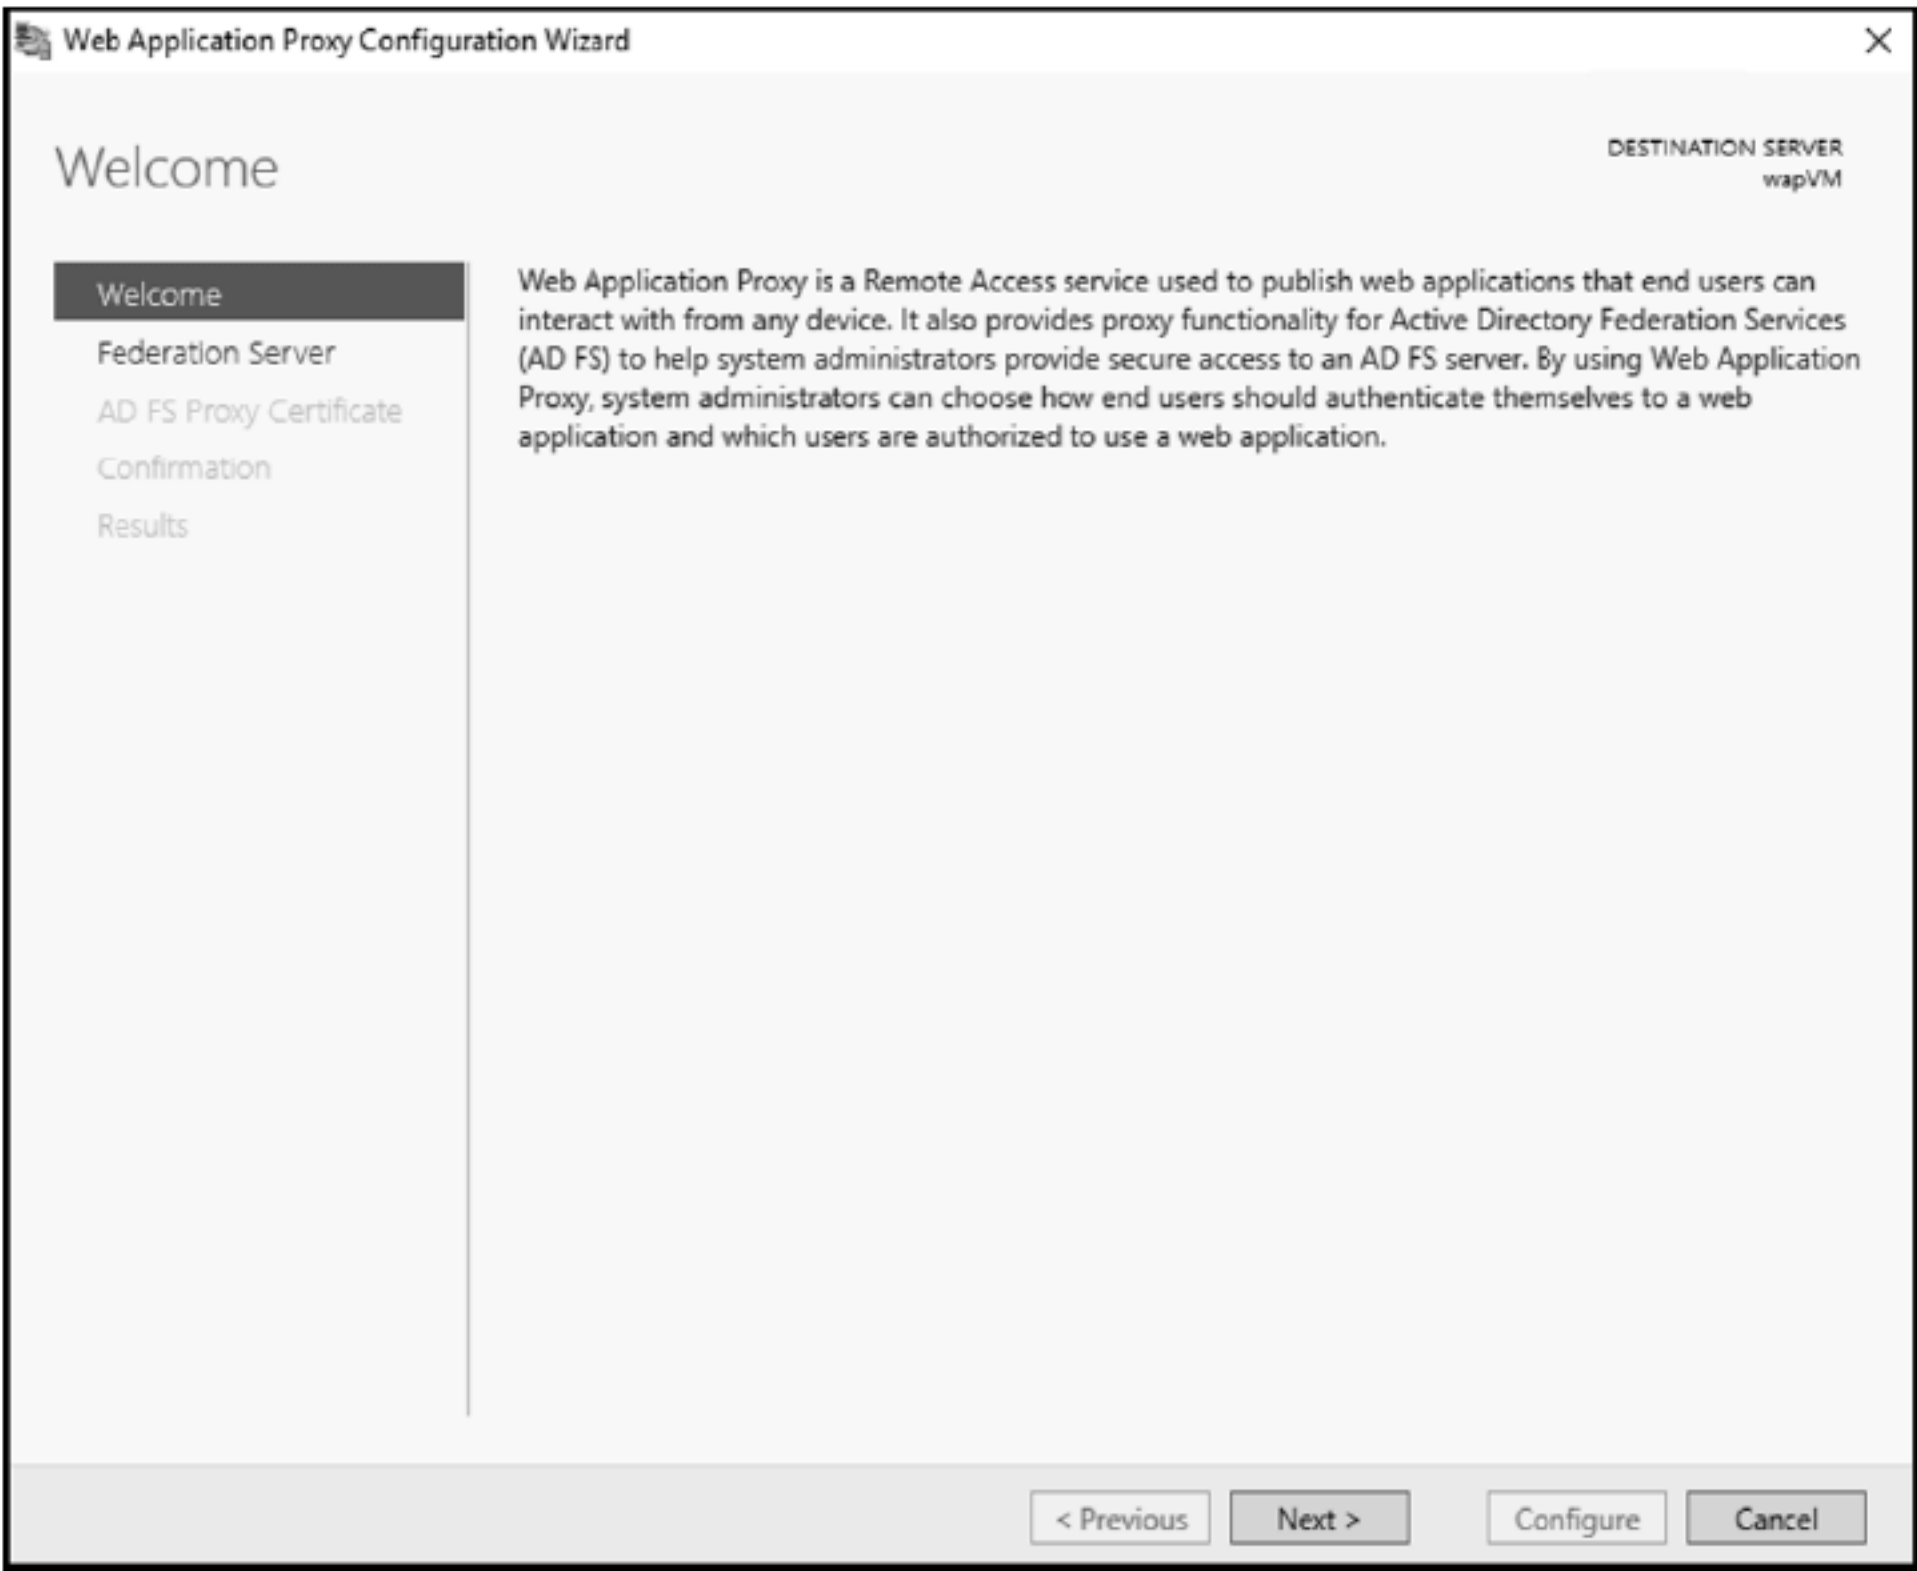 Web Application Proxy Configuration Wizard
Welcome
DESTINATION SERVER
wapVM
Welcome
Federation Server
AD FS Proxy Certificate
Confirmation
Results
Web Application Proxy is a Remote Access service used to publish web applications that end users can
interact with from any device. It also provides proxy functionality for Active Directory Federation Services
(AD FS) to help system administrators provide secure access to an AD FS server. By using Web Application
Proxy, system administrators can choose how end users should authenticate themselves to a web
application and which users are authorized to use a web application.
< Previous
Next >
Configure
Cancel